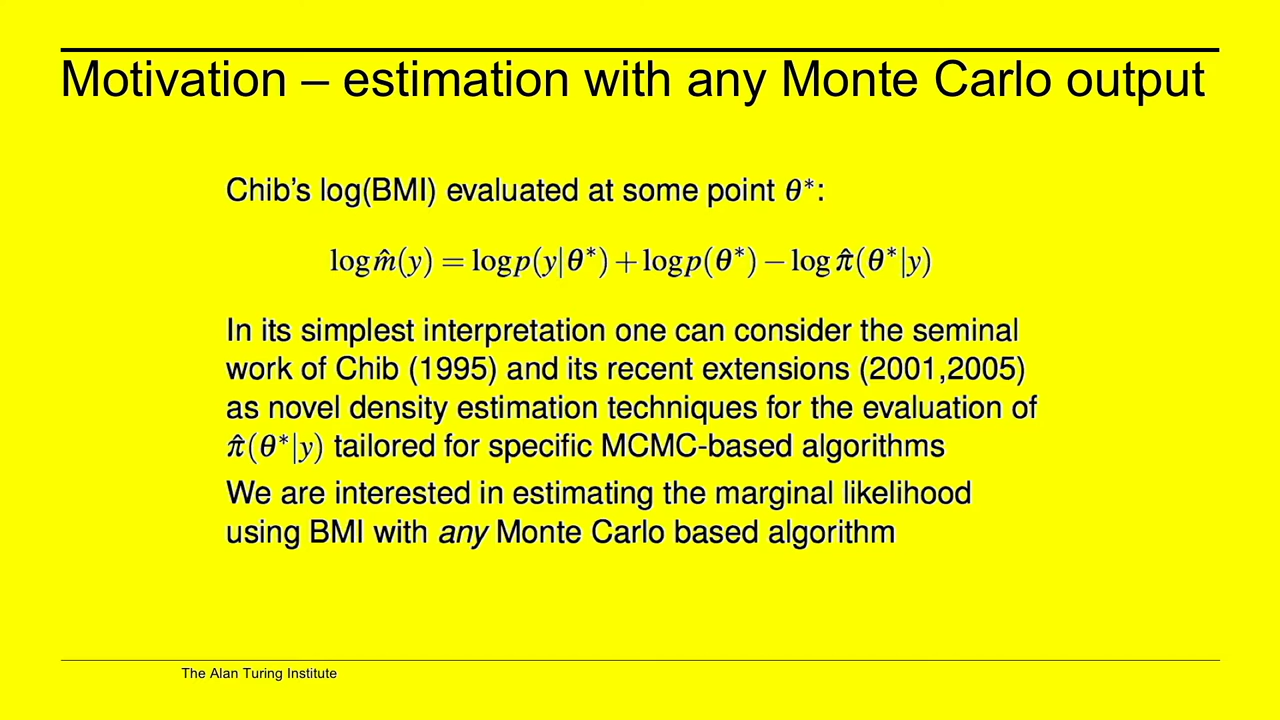 Motivation – estimation with any Monte Carlo output
Chib's log(BMI) evaluated at some point θ*:
log m̂(y) = log p(y|θ*) + log p(θ*) − log π̂(θ*|y)
In its simplest interpretation one can consider the seminal
work of Chib (1995) and its recent extensions (2001,2005)
as novel density estimation techniques for the evaluation of
π̂(θ*|y) tailored for specific MCMC-based algorithms
We are interested in estimating the marginal likelihood
using BMI with any Monte Carlo based algorithm
The Alan Turing Institute